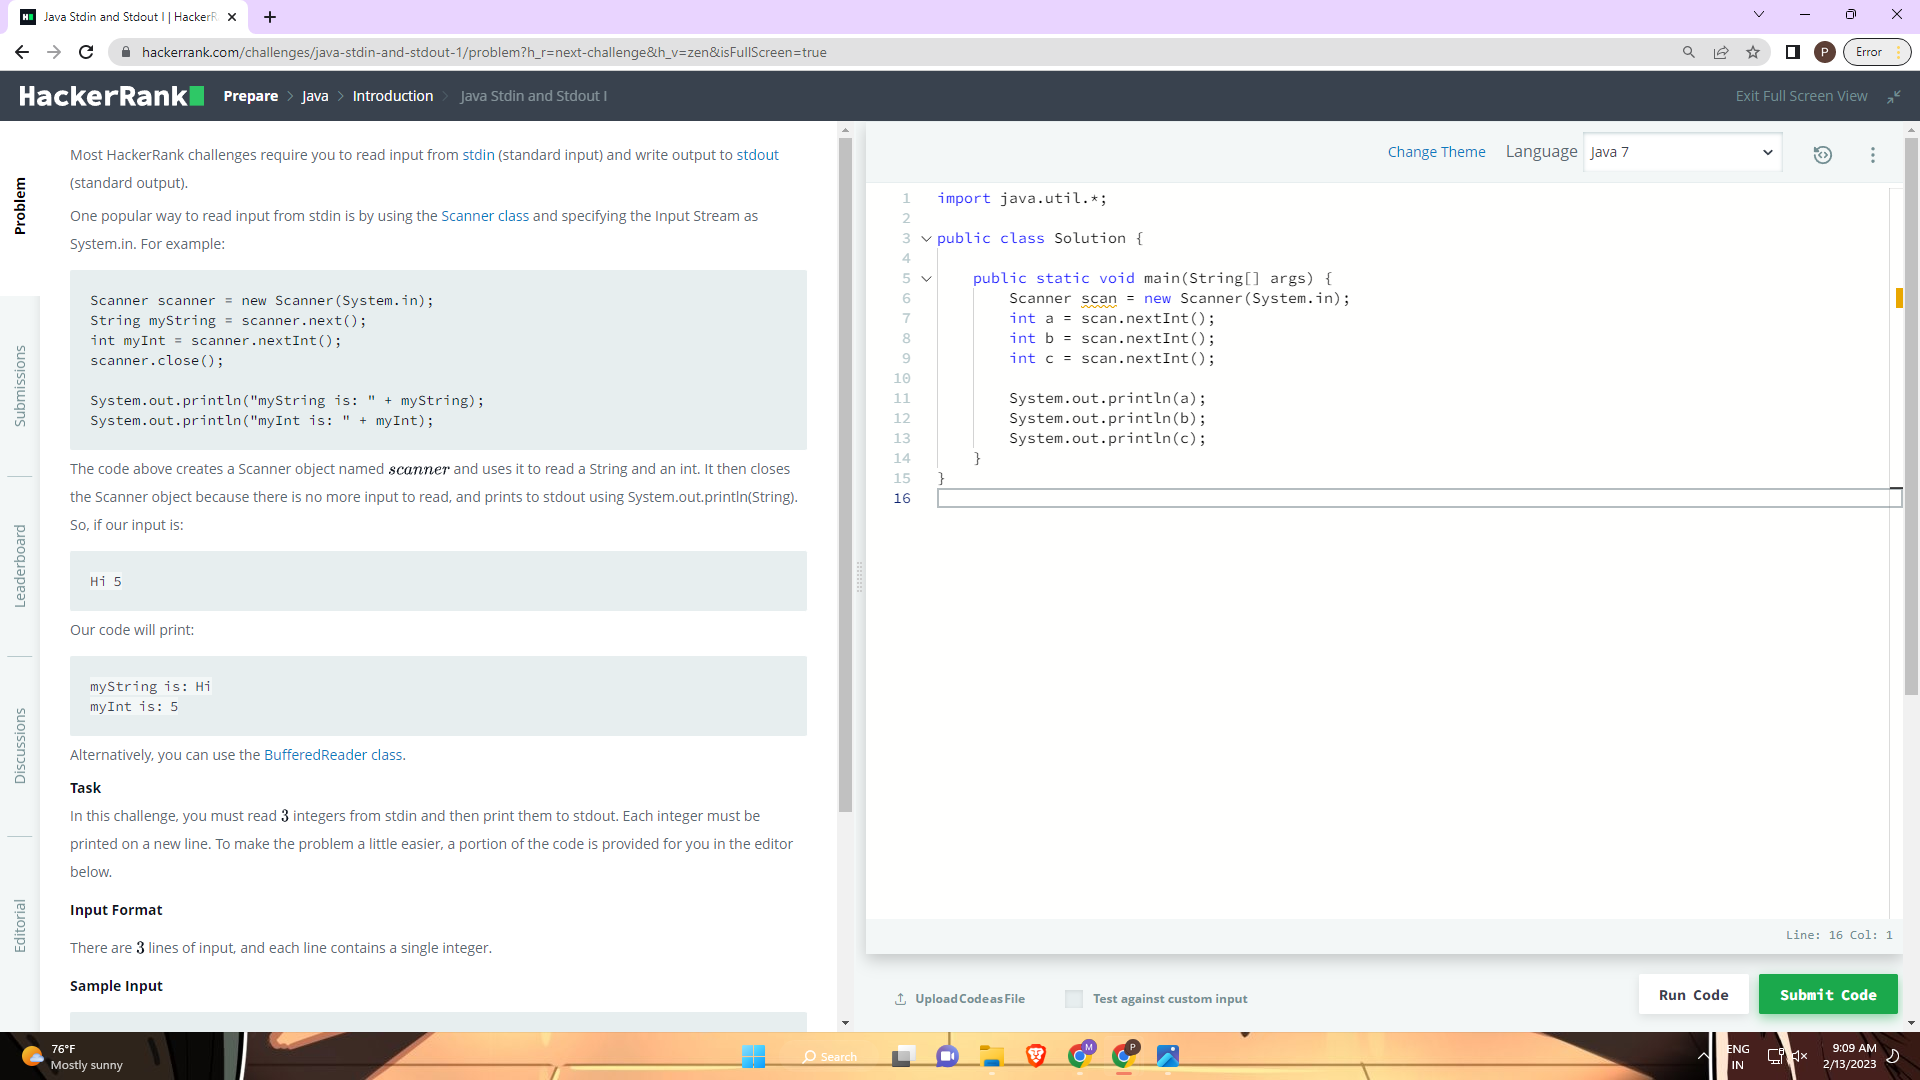 Java Stdin and Stdout I | HackerR
hackerrank.com/challenges/java-stdin-and-stdout-1/problem?h_r=next-challenge&h_v=zen&isFullScreen=true
P
Error
HackerRank
Prepare > Java > Introduction > Java Stdin and Stdout I
Exit Full Screen View
Problem
Submissions
Leaderboard
Discussions
Editorial
Most HackerRank challenges require you to read input from stdin (standard input) and write output to stdout
(standard output).
One popular way to read input from stdin is by using the Scanner class and specifying the Input Stream as
System.in. For example:
Scanner scanner = new Scanner(System.in);
String myString = scanner.next();
int myInt = scanner.nextInt();
scanner.close();
System.out.println("myString is: " + myString);
System.out.println("myInt is: " + myInt);
The code above creates a Scanner object named scanner and uses it to read a String and an int. It then closes
the Scanner object because there is no more input to read, and prints to stdout using System.out.println(String).
So, if our input is:
Hi 5
Our code will print:
myString is: Hi
myInt is: 5
Alternatively, you can use the BufferedReader class.
Task
In this challenge, you must read 3 integers from stdin and then print them to stdout. Each integer must be
printed on a new line. To make the problem a little easier, a portion of the code is provided for you in the editor
below.
Input Format
There are 3 lines of input, and each line contains a single integer.
Sample Input
Change Theme Language Java 7
1 import java.util.*;
2
3 public class Solution {
4
5 public static void main(String[] args) {
6 Scanner scan = new Scanner(System.in);
7 int a = scan.nextInt();
8 int b = scan.nextInt();
9 int c = scan.nextInt();
10
11 System.out.println(a);
12 System.out.println(b);
13 System.out.println(c);
14 }
15 }
16
Line: 16 Col: 1
Upload Code as File
Test against custom input
Run Code
Submit Code
76°F
Mostly sunny
Search
M
P
ENG
IN
9:09 AM
2/13/2023